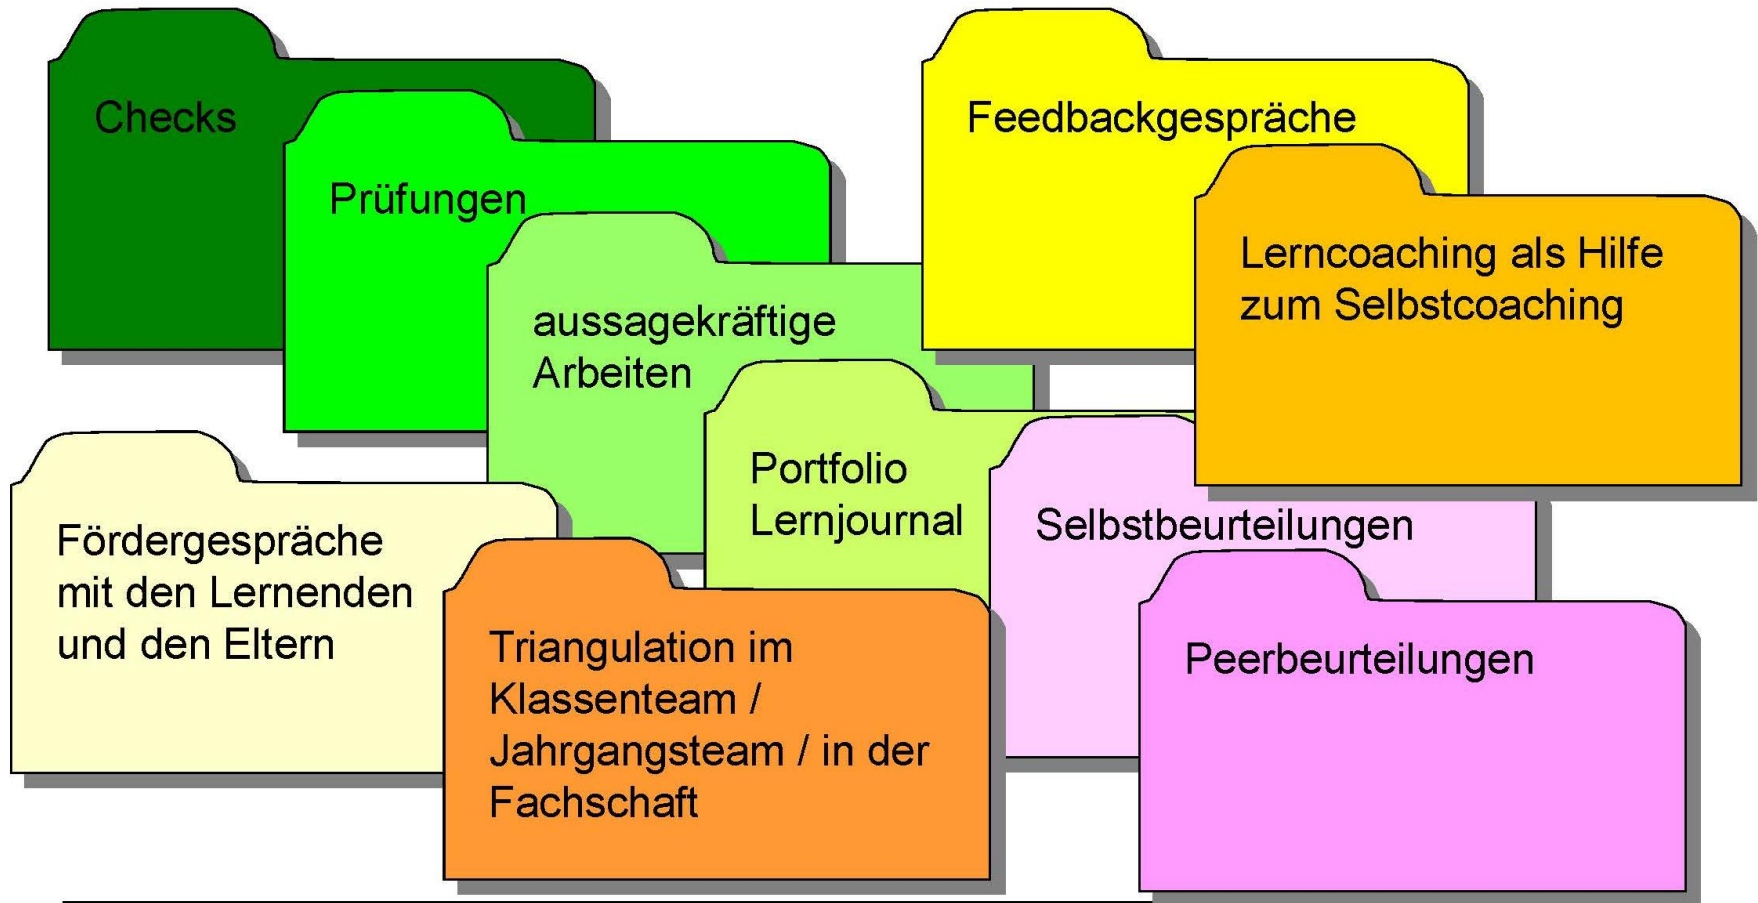 Checks
Prüfungen
aussagekräftige
Arbeiten
Portfolio
Lernjournal
Feedbackgespräche
Lerncoaching als Hilfe
zum Selbstcoaching
Selbstbeurteilungen
Peerbeurteilungen
Fördergespräche
mit den Lernenden
und den Eltern
Triangulation im
Klassenteam /
Jahrgangsteam / in der
Fachschaft